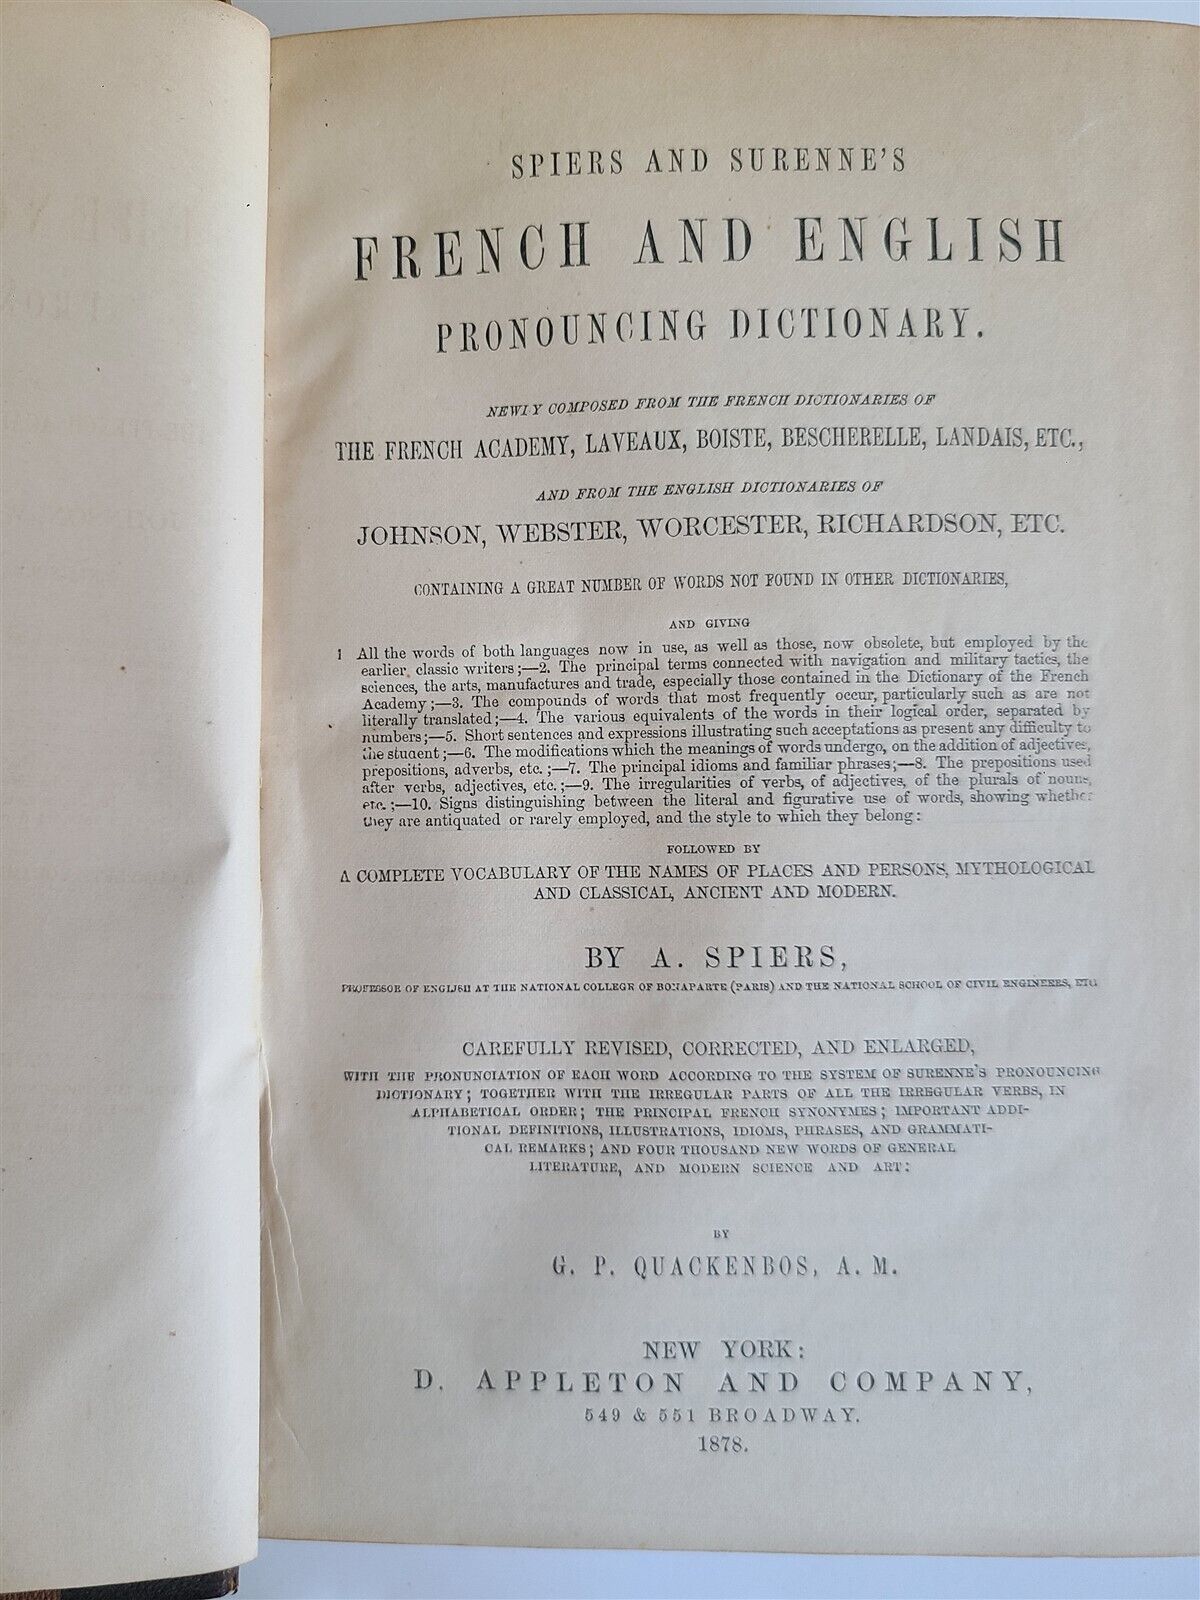 SPIERS AND SURENNE'S
FRENCH AND ENGLISH
PRONOUNCING DICTIONARY.
NEWLY COMPOSED FROM THE FRENCH DICTIONARIES OF
THE FRENCH ACADEMY, LAVEAUX, BOISTE, BESCHERELLE, LANDAIS, ETC.,
AND FROM THE ENGLISH DICTIONARIES OF
JOHNSON, WEBSTER, WORCESTER, RICHARDSON, ETC.
CONTAINING A GREAT NUMBER OF WORDS NOT FOUND IN OTHER DICTIONARIES,
AND GIVING
1 All the words of both languages now in use, as well as those, now obsolete, but employed by the
earlier, classic writers;—2. The principal terms connected with navigation and military tactics, the
sciences, the arts, manufactures and trade, especially those contained in the Dictionary of the French
Academy;—3. The compounds of words that most frequently occur, particularly such as are not
literally translated;—4. The various equivalents of the words in their logical order, separated by
numbers;—5. Short sentences and expressions illustrating such acceptations as present any difficulty to
the student;—6. The modifications which the meanings of words undergo, on the addition of adjectives,
prepositions, adverbs, etc.;—7. The principal idioms and familiar phrases;—8. The prepositions used
after verbs, adjectives, etc.;—9. The irregularities of verbs, of adjectives, of the plurals of nouns,
etc.;—10. Signs distinguishing between the literal and figurative use of words, showing whether
they are antiquated or rarely employed, and the style to which they belong:
FOLLOWED BY
A COMPLETE VOCABULARY OF THE NAMES OF PLACES AND PERSONS, MYTHOLOGICAL
AND CLASSICAL, ANCIENT AND MODERN.
BY A. SPIERS,
PROFESSOR OF ENGLISH AT THE NATIONAL COLLEGE OF BONAPARTE (PARIS) AND THE NATIONAL SCHOOL OF CIVIL ENGINEERS, ETC
CAREFULLY REVISED, CORRECTED, AND ENLARGED,
WITH THE PRONUNCIATION OF EACH WORD ACCORDING TO THE SYSTEM OF SURENNE'S PRONOUNCING
DICTIONARY; TOGETHER WITH THE IRREGULAR PARTS OF ALL THE IRREGULAR VERBS, IN
ALPHABETICAL ORDER; THE PRINCIPAL FRENCH SYNONYMES; IMPORTANT ADDI-
TIONAL DEFINITIONS, ILLUSTRATIONS, IDIOMS, PHRASES, AND GRAMMATI-
CAL REMARKS; AND FOUR THOUSAND NEW WORDS OF GENERAL
LITERATURE, AND MODERN SCIENCE AND ART:
BY
G. P. QUACKENBOS, A. M.
NEW YORK:
D. APPLETON AND COMPANY,
549 & 551 BROADWAY.
1878.